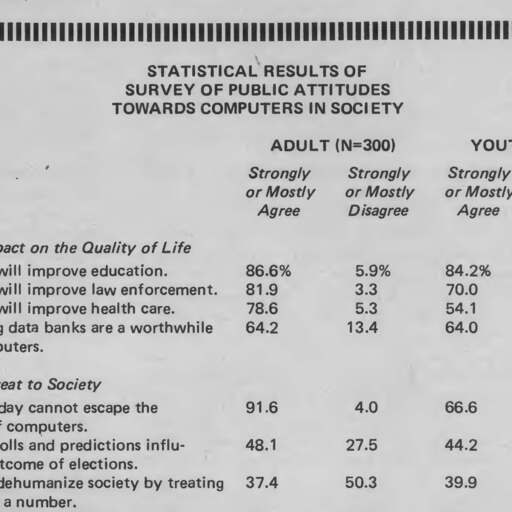 STATISTICAL RESULTS OF
SURVEY OF PUBLIC ATTITUDES
TOWARDS COMPUTERS IN SOCIETY
ADULT (N=300) YOU
Strongly Strongly Strongly
or Mostly or Mostly or Mostly
Agree Disagree Agree
pact on the Quality of Life
will improve education. 86.6% 5.9% 84.2%
will improve law enforcement. 81.9 3.3 70.0
will improve health care. 78.6 5.3 54.1
g data banks are a worthwhile 64.2 13.4 64.0
puters.
reat to Society
day cannot escape the 91.6 4.0 66.6
f computers.
olls and predictions influ- 48.1 27.5 44.2
tcome of elections.
dehumanize society by treating 37.4 50.3 39.9
a number.